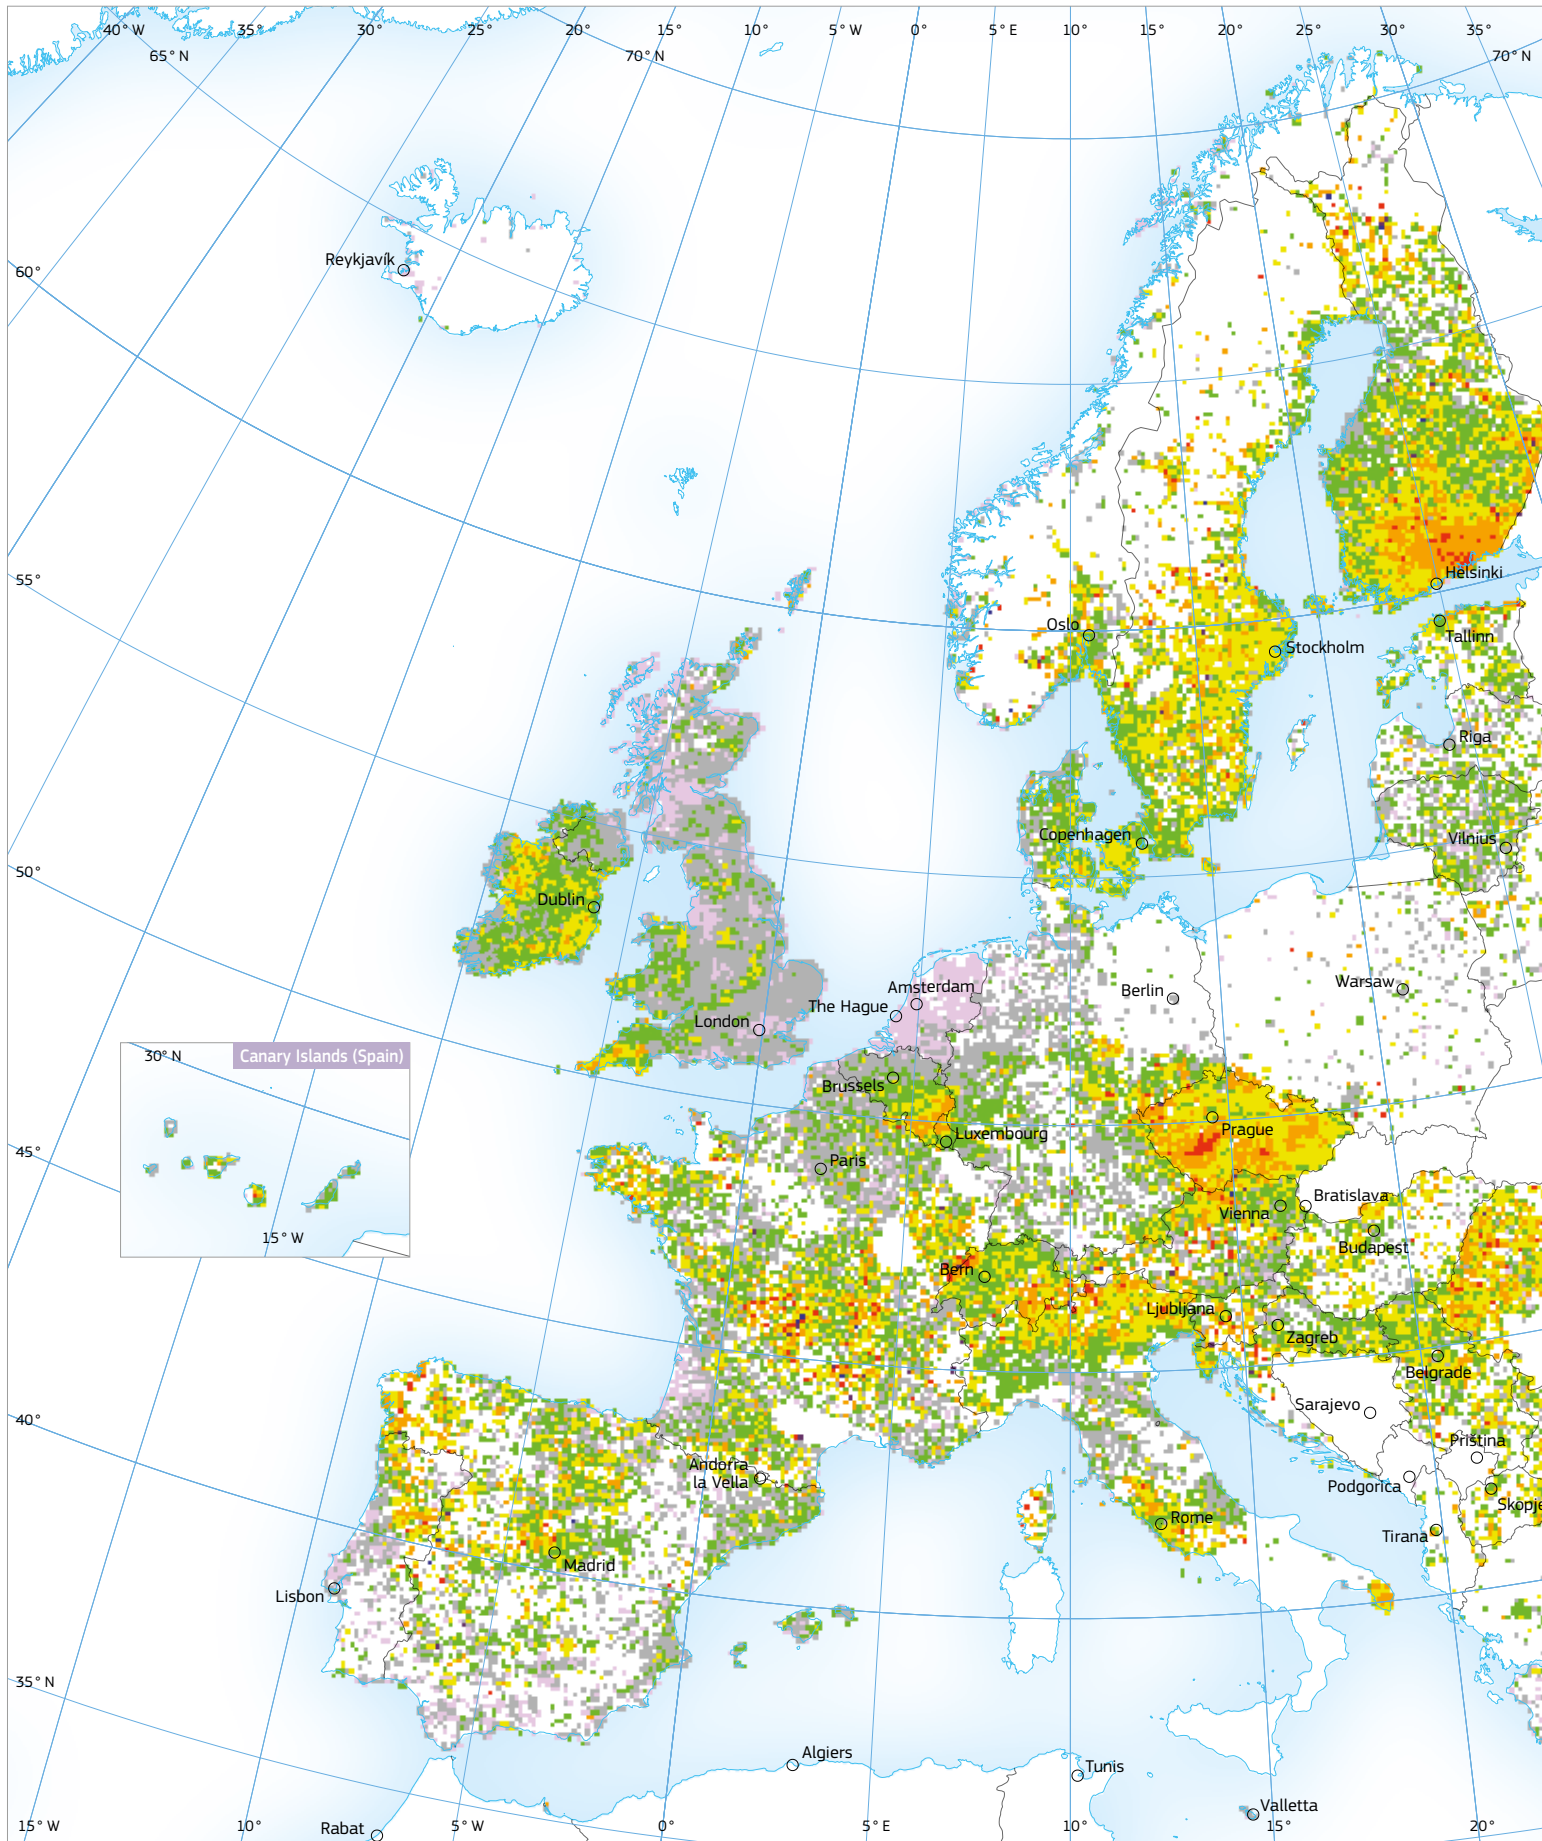 40° W 35° 30° 25° 20° 15° 10° 5° W 0° 5° E 10° 15° 20° 25° 30° 35°
65° N 70° N 70° N
Reykjavík
60°
55°
Helsinki
Oslo
Tallinn
Stockholm
Riga
Copenhagen
Vilnius
50°
Dublin
Warsaw
Amsterdam
Berlin
The Hague
London
30° N Canary Islands (Spain)
Brussels
Prague
Luxembourg
45°
Paris
Bratislava
Vienna
15° W
Budapest
Bern
Ljubljana
Zagreb
Belgrade
Sarajevo
40°
Priština
Andorra
la Vella
Podgorica
Skopje
Rome
Tirana
Madrid
Lisbon
35° N
Algiers
Tunis
Valletta
15° W 10° Rabat 5° W 0° 5° E 10° 15° 20°